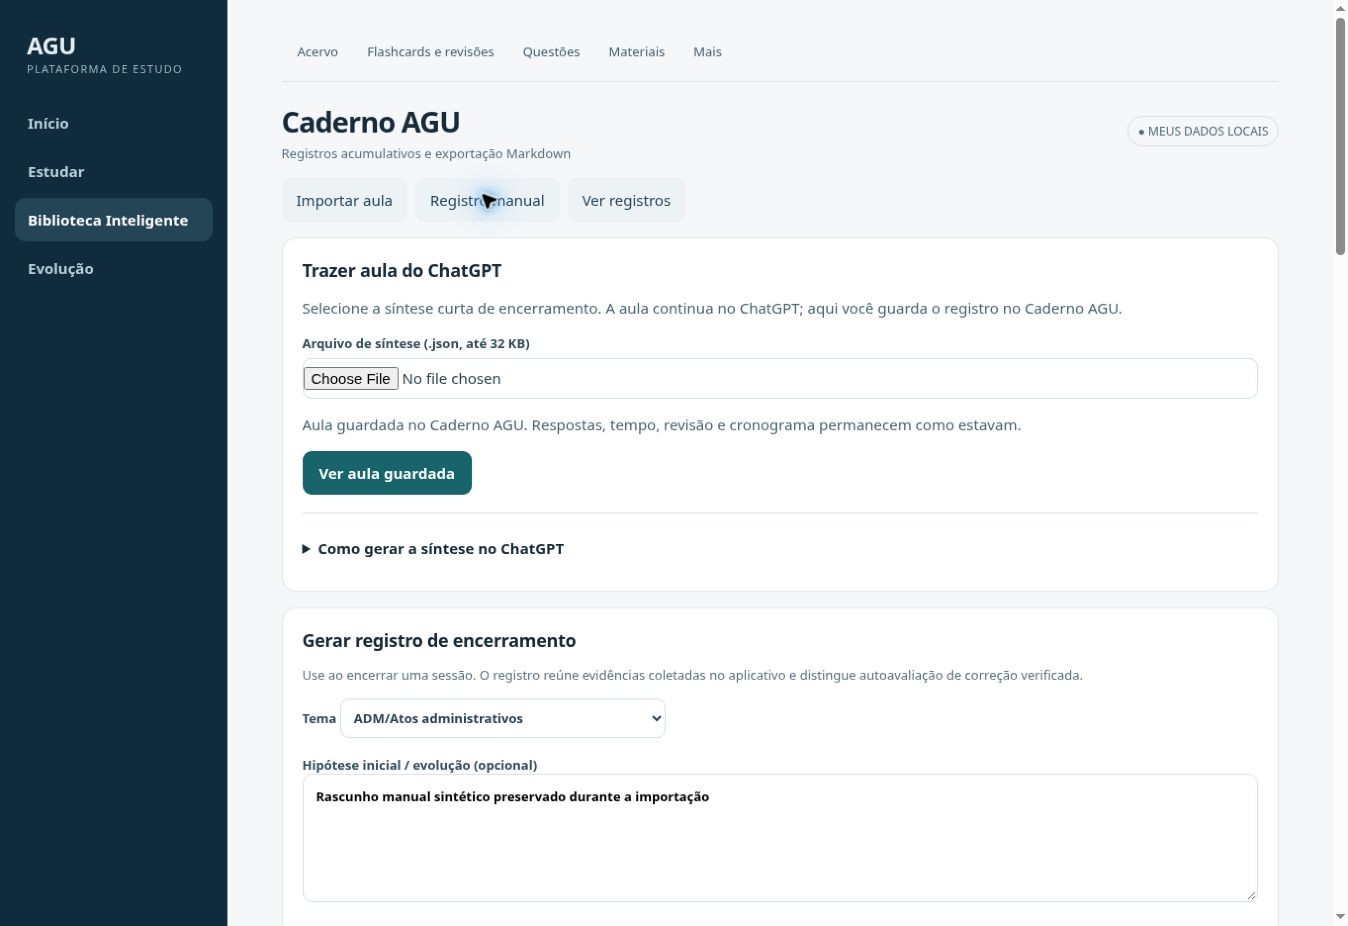 AGU
PLATAFORMA DE ESTUDO
Início
Estudar
Biblioteca Inteligente
Evolução
Acervo
Flashcards e revisões
Questões
Materiais
Mais
Caderno AGU
Registros acumulativos e exportação Markdown
● MEUS DADOS LOCAIS
Importar aula
Registro manual
Ver registros
Trazer aula do ChatGPT
Selecione a síntese curta de encerramento. A aula continua no ChatGPT; aqui você guarda o registro no Caderno AGU.
Arquivo de síntese (.json, até 32 KB)
Choose File No file chosen
Aula guardada no Caderno AGU. Respostas, tempo, revisão e cronograma permanecem como estavam.
Ver aula guardada
Como gerar a síntese no ChatGPT
Gerar registro de encerramento
Use ao encerrar uma sessão. O registro reúne evidências coletadas no aplicativo e distingue autoavaliação de correção verificada.
Tema ADM/Atos administrativos
Hipótese inicial / evolução (opcional)
Rascunho manual sintético preservado durante a importação